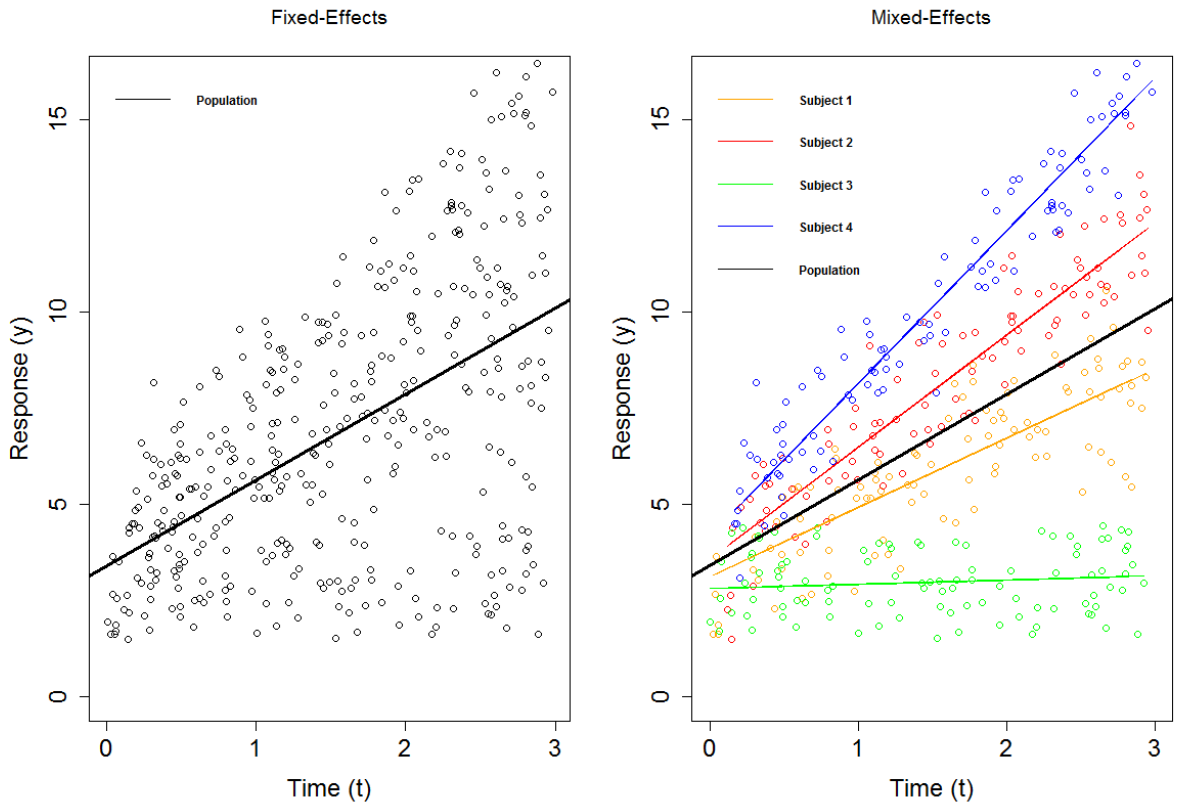 Fixed-Effects
Population
Response (y)
15
10
5
0
0 1 2 3
Time (t)
Mixed-Effects
Subject 1
Subject 2
Subject 3
Subject 4
Population
Response (y)
15
10
5
0
0 1 2 3
Time (t)